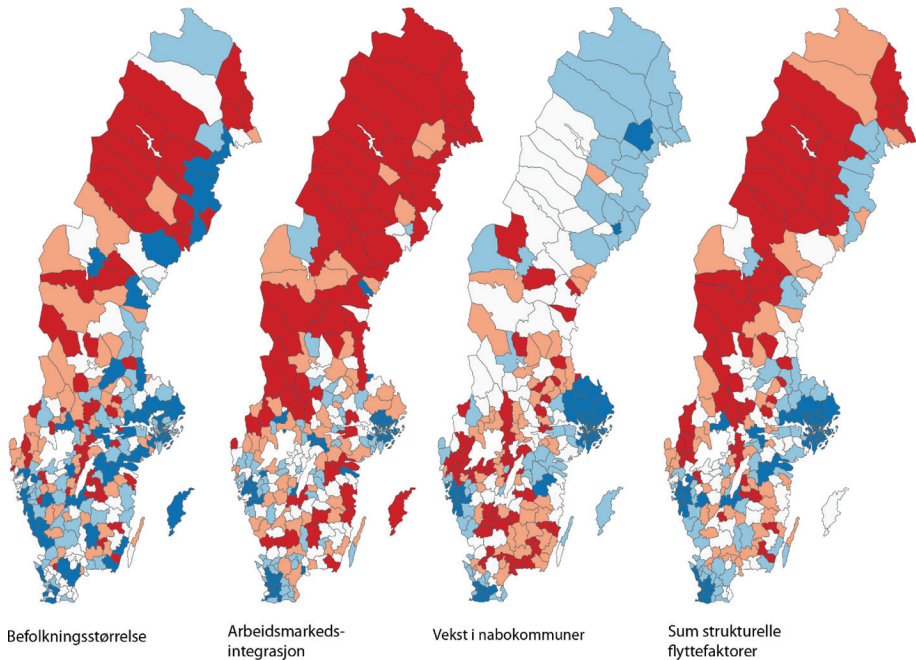 Befolkningsstørrelse
Arbeidsmarkeds-
integrasjon
Vekst i nabokommuner
Sum strukturelle
flyttefaktorer